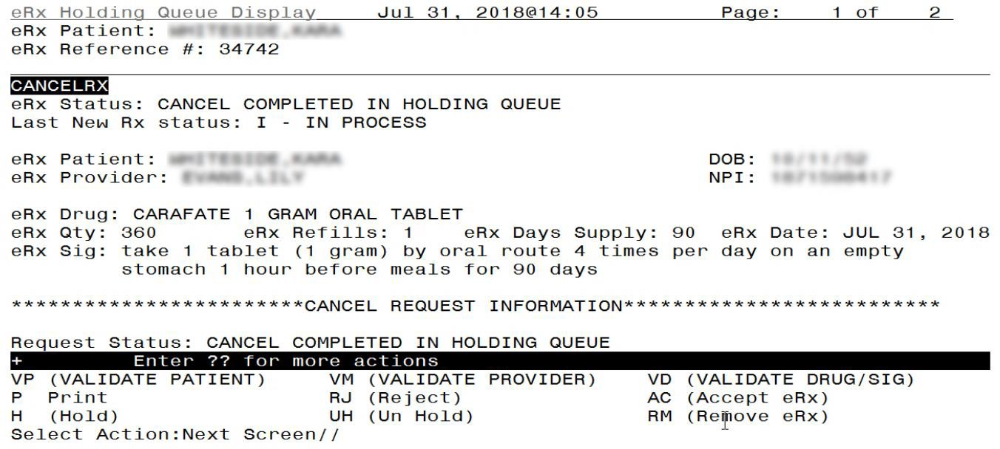 eRx Holding Queue Display Jul 31, 2018@14:05 Page: 1 of 2
eRx Patient:
eRx Reference #: 34742
CANCELRX
eRx Status: CANCEL COMPLETED IN HOLDING QUEUE
Last New Rx status: I - IN PROCESS
eRx Patient: DOB:
eRx Provider: NPI:
eRx Drug: CARAFATE 1 GRAM ORAL TABLET
eRx Qty: 360 eRx Refills: 1 eRx Days Supply: 90 eRx Date: JUL 31, 2018
eRx Sig: take 1 tablet (1 gram) by oral route 4 times per day on an empty
stomach 1 hour before meals for 90 days
************************CANCEL REQUEST INFORMATION**************************
Request Status: CANCEL COMPLETED IN HOLDING QUEUE
+ Enter ?? for more actions
VP (VALIDATE PATIENT) VM (VALIDATE PROVIDER) VD (VALIDATE DRUG/SIG)
P Print RJ (Reject) AC (Accept eRx)
H (Hold) UH (Un Hold) RM (Remove eRx)
Select Action:Next Screen//